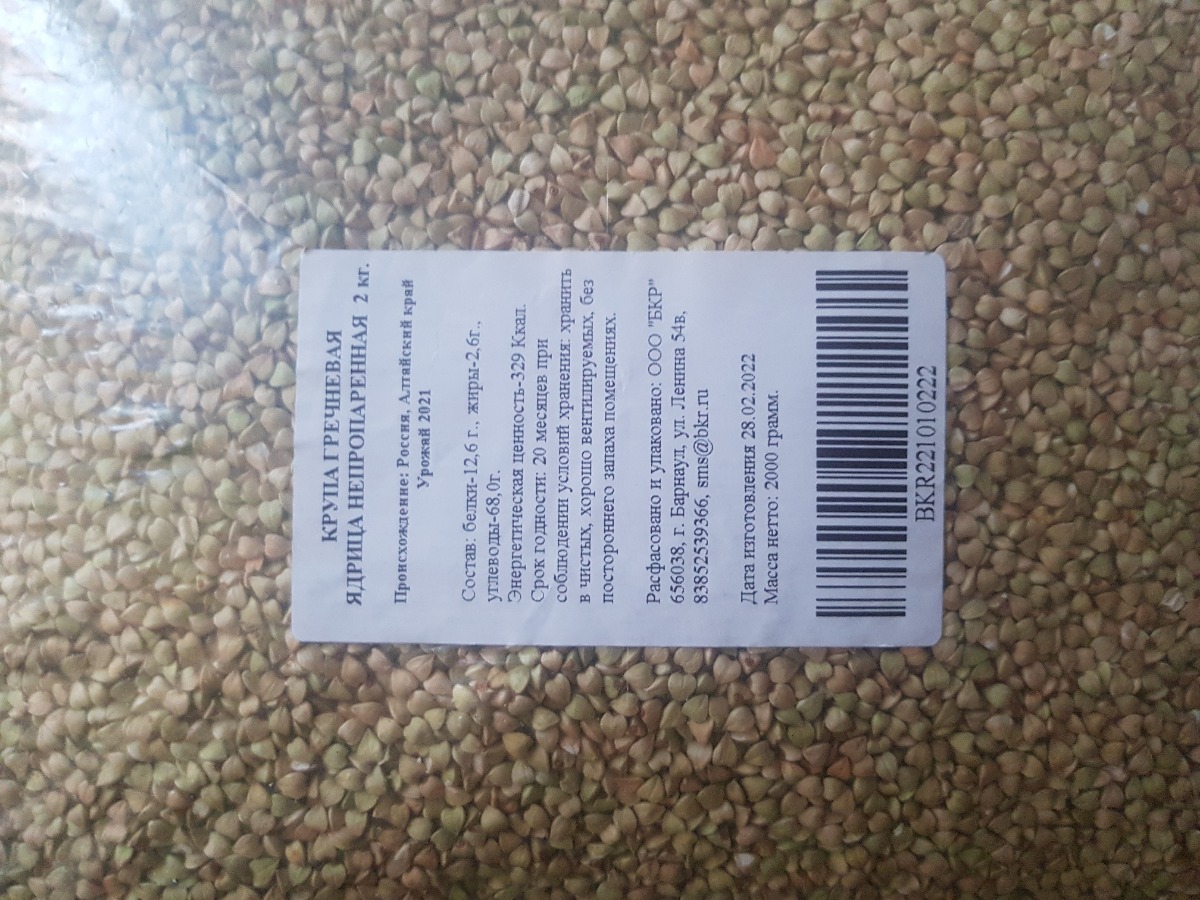 КРУПА ГРЕЧНЕВАЯ
ЯДРИЦА НЕПРОПАРЕННАЯ 2 кг.
Происхождение: Россия, Алтайский край
Урожай 2021
Состав: белки-12,6 г., жиры-2,6г.,
углеводы-68,0г.
Энергетическая ценность-329 Ккал.
Срок годности: 20 месяцев при
соблюдении условий хранения: хранить
в чистых, хорошо вентилируемых, без
постороннего запаха помещениях.
Расфасовано и упаковано: ООО "БКР"
656038, г. Барнаул, ул. Ленина 54в,
83852539366, sms@bkr.ru
Дата изготовления 28.02.2022
Масса нетто: 2000 грамм.
BKR221010222